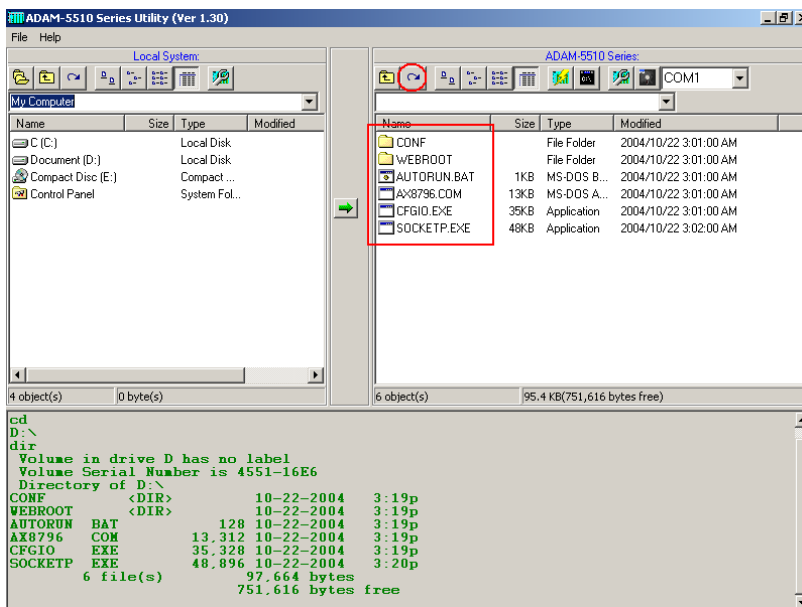 ADAM-5510 Series Utility (Ver 1.30)
File Help
Local System:
ADAM-5510 Series:
COM1
My Computer
Name Size Type Modified
C (C:) Local Disk
Document (D:) Local Disk
Compact Disc (E:) Compact ...
Control Panel System Fol...
4 object(s) 0 byte(s)
Name Size Type Modified
CONF File Folder 2004/10/22 3:01:00 AM
WEBROOT File Folder 2004/10/22 3:01:00 AM
AUTORUN.BAT 1KB MS-DOS B... 2004/10/22 3:01:00 AM
AX8796.COM 13KB MS-DOS A... 2004/10/22 3:01:00 AM
CFGIO.EXE 35KB Application 2004/10/22 3:01:00 AM
SOCKETP.EXE 48KB Application 2004/10/22 3:02:00 AM
6 object(s) 95.4 KB(751,616 bytes free)
cd
D:\
dir
Volume in drive D has no label
Volume Serial Number is 4551-16E6
Directory of D:\
CONF <DIR> 10-22-2004 3:19p
WEBROOT <DIR> 10-22-2004 3:19p
AUTORUN BAT 128 10-22-2004 3:19p
AX8796 COM 13,312 10-22-2004 3:19p
CFGIO EXE 35,328 10-22-2004 3:19p
SOCKETP EXE 48,896 10-22-2004 3:20p
6 file(s) 97,664 bytes
751,616 bytes free